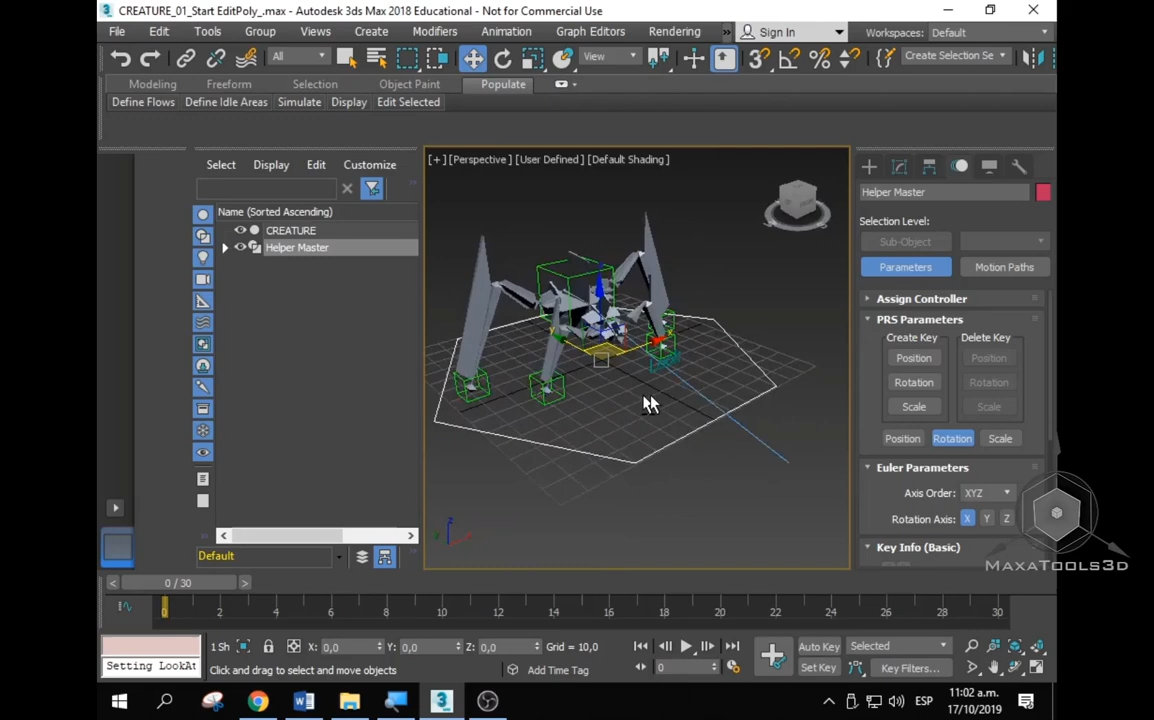 CREATURE_01_Start EditPoly_.max - Autodesk 3ds Max 2018 Educational - Not for Commercial Use
File Edit Tools Group Views Create Modifiers Animation Graph Editors Rendering » Sign In Workspaces: Default
All View Create Selection Se
Modeling Freeform Selection Object Paint Populate
Define Flows Define Idle Areas Simulate Display Edit Selected
Select Display Edit Customize
Name (Sorted Ascending)
CREATURE
Helper Master
Default
[+] [Perspective] [User Defined] [Default Shading]
Helper Master
Selection Level:
Sub-Object
Parameters Motion Paths
Assign Controller
PRS Parameters
Create Key Delete Key
Position Position
Rotation Rotation
Scale Scale
Position Rotation Scale
Euler Parameters
Axis Order: XYZ
Rotation Axis: X Y Z
Key Info (Basic)
MaxaTools3D
0 / 30
0 2 4 6 8 10 12 14 16 18 20 22 24 26 28 30
1 Sh X: 0,0 Y: 0,0 Z: 0,0 Grid = 10,0 Auto Key Selected
Setting LookAt Click and drag to select and move objects Add Time Tag 0 Set Key Key Filters...
ESP 11:02 a.m.
17/10/2019